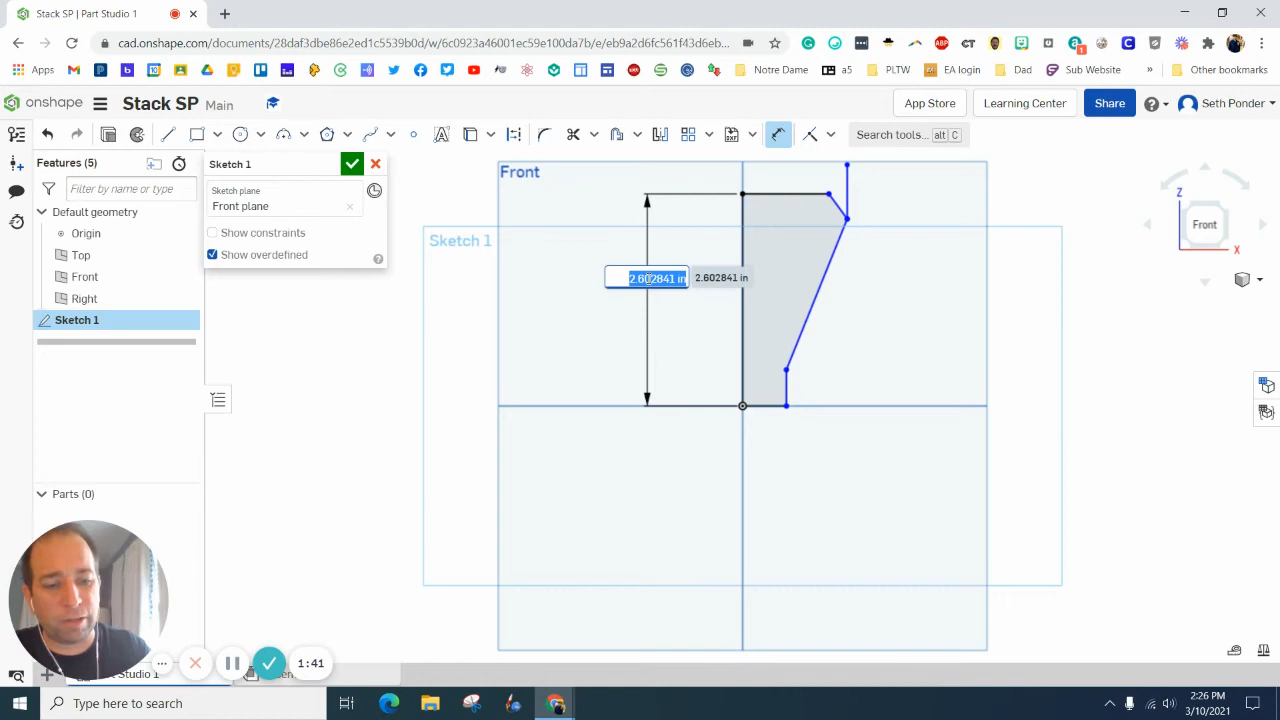 Stack SP | Part Studio 1
cad.onshape.com/documents/28daf3d186e2ed1c539b0dcv/6c0923a460b1ec59e100da7b/eb9a2d6fc561f43d6eb...
Apps
Notre Dame
a5
PLTW
EA login
Dad
Sub Website
»
Other bookmarks
onshape
Stack SP Main
App Store
Learning Center
Share
Seth Ponder
Search tools... alt C
Features (5)
Filter by name or type
Default geometry
Origin
Top
Front
Right
Sketch 1
Parts (0)
Sketch 1
Sketch plane
Front plane
Show constraints
Show overdefined
Front
Sketch 1
2.602841 in
2.602841 in
Z
Front
X
1:41
Type here to search
2:26 PM
3/10/2021